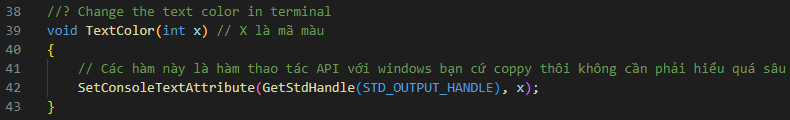 38 //? Change the text color in terminal
39 void TextColor(int x) // X là mã màu
40 {
41 // Các hàm này là hàm thao tác API với windows bạn cứ coppy thôi không cần phải hiểu quá sâu
42 SetConsoleTextAttribute(GetStdHandle(STD_OUTPUT_HANDLE), x);
43 }